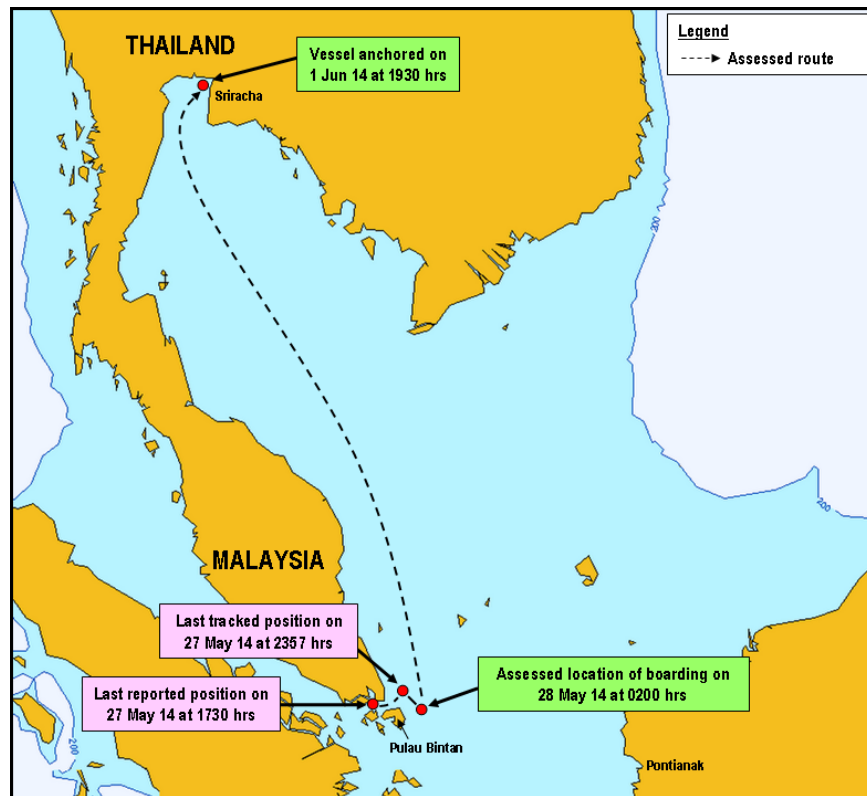 THAILAND
Vessel anchored on
1 Jun 14 at 1930 hrs
Legend
Assessed route
Sriracha
200
MALAYSIA
200
Last tracked position on
27 May 14 at 2357 hrs
Last reported position on
27 May 14 at 1730 hrs
Assessed location of boarding on
28 May 14 at 0200 hrs
Pulau Bintan
200
Pontianak